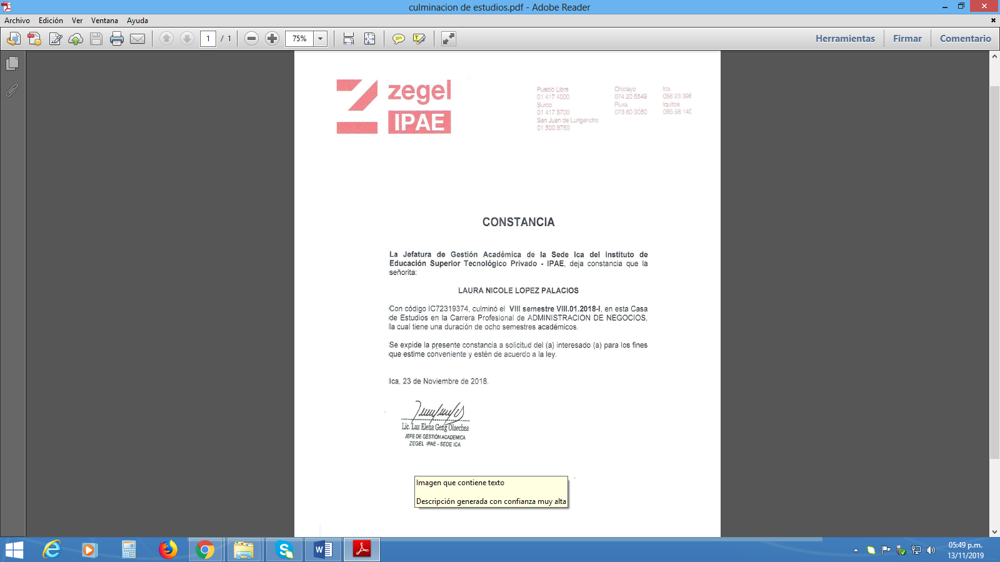 culminacion de estudios.pdf - Adobe Reader
Archivo Edición Ver Ventana Ayuda
1 / 1 75% Herramientas Firmar Comentario
zegel
IPAE
Pueblo Libre
01 417 4000
Surco
01 417 5700
San Juan de Lurigancho
01 500 8750
Chiclayo
074 20 6549
Piura
073 60 0050
Ica
056 23
Iquitos
065 58 140
CONSTANCIA
La Jefatura de Gestión Académica de la Sede Ica del Instituto de
Educación Superior Tecnológico Privado - IPAE, deja constancia que la
señorita:
LAURA NICOLE LOPEZ PALACIOS
Con código IC72319374, culminó el VIII semestre VIII.01.2018-I, en esta Casa
de Estudios en la Carrera Profesional de ADMINISTRACION DE NEGOCIOS,
la cual tiene una duración de ocho semestres académicos.
Se expide la presente constancia a solicitud del (a) interesado (a) para los fines
que estime conveniente y estén de acuerdo a la ley.
Ica, 23 de Noviembre de 2018.
Lic. Luz Elena Geng Olaechea
JEFE DE GESTIÓN ACADEMICA
ZEGEL IPAE - SEDE ICA
Imagen que contiene texto
Descripción generada con confianza muy alta
05:49 p.m.
13/11/2019